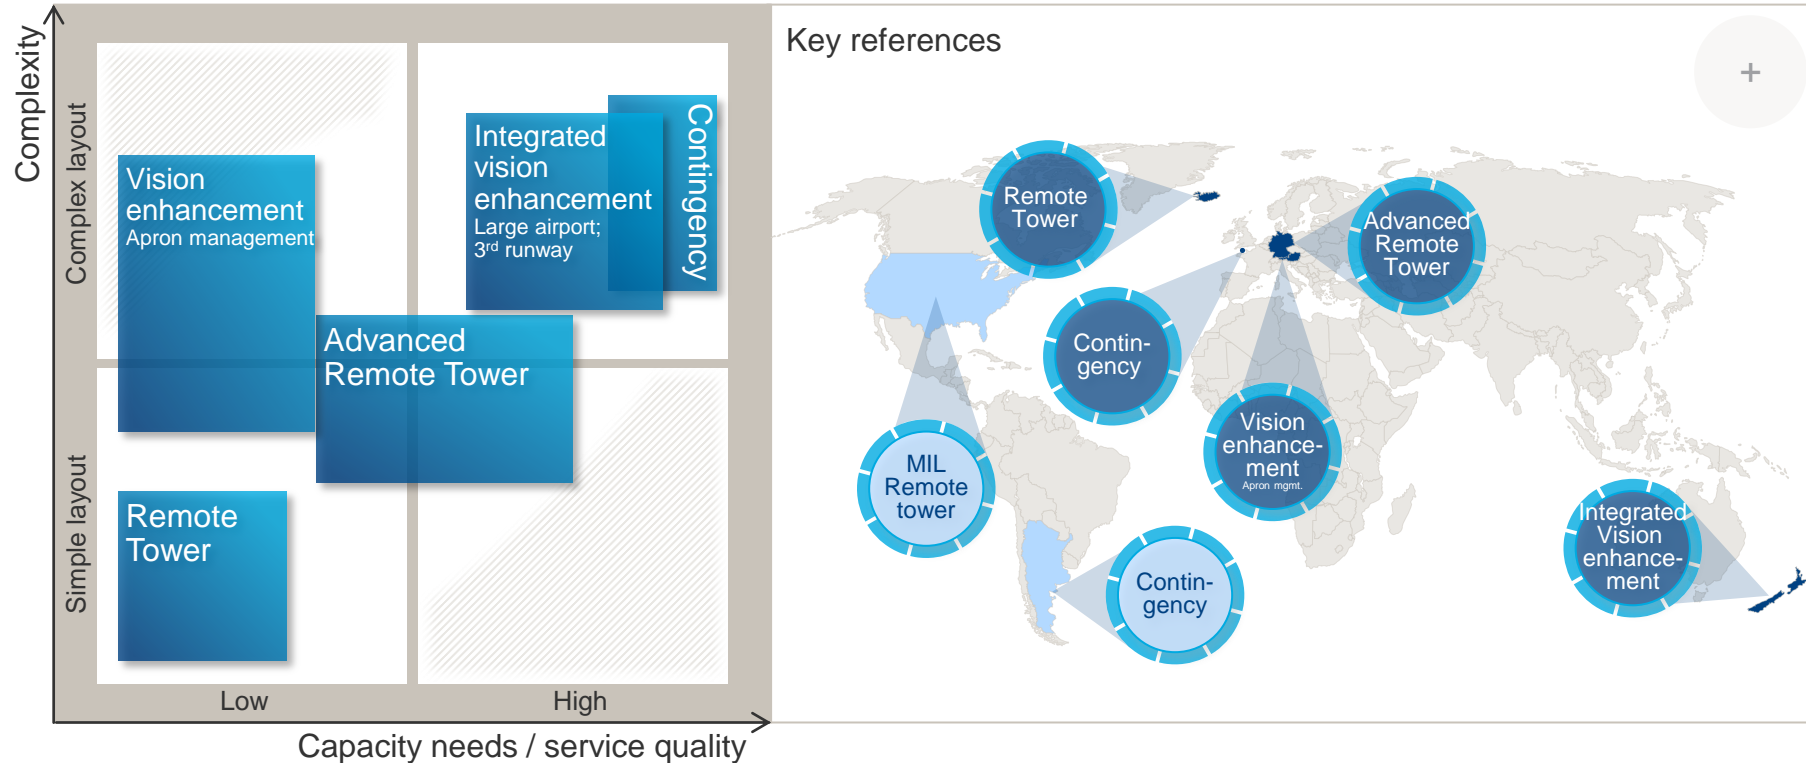 Complexity
Complex layout
Simple layout
Vision
enhancement
Apron management
Integrated
vision
enhancement
Large airport;
3rd runway
Contingency
Advanced
Remote Tower
Remote
Tower
Low
High
Capacity needs / service quality
Key references
+
Remote
Tower
Advanced
Remote
Tower
Contin-
gency
Vision
enhance-
ment
Apron mgmt.
MIL
Remote
tower
Contin-
gency
Integrated
Vision
enhance-
ment